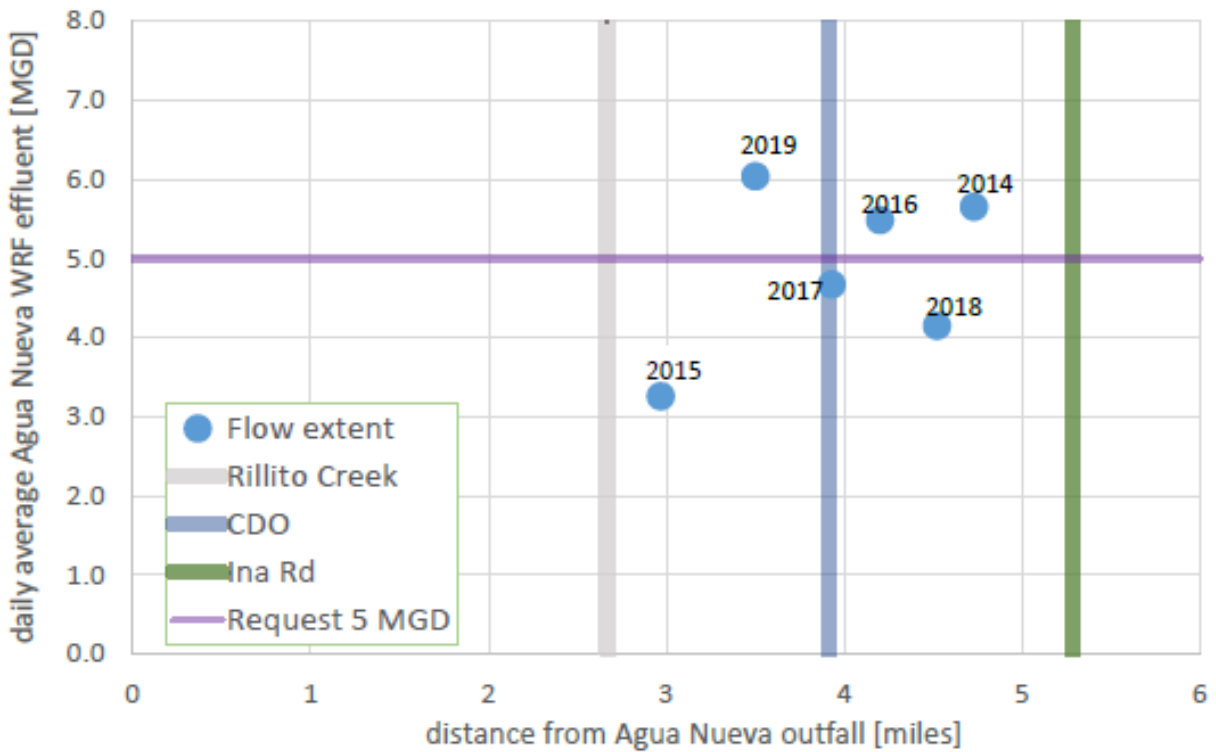 daily average Agua Nueva WRF effluent [MGD]
8.0
7.0
6.0
5.0
4.0
3.0
2.0
1.0
0.0
2019
2014
2016
2017
2018
2015
Flow extent
Rillito Creek
CDO
Ina Rd
Request 5 MGD
0 1 2 3 4 5 6
distance from Agua Nueva outfall [miles]